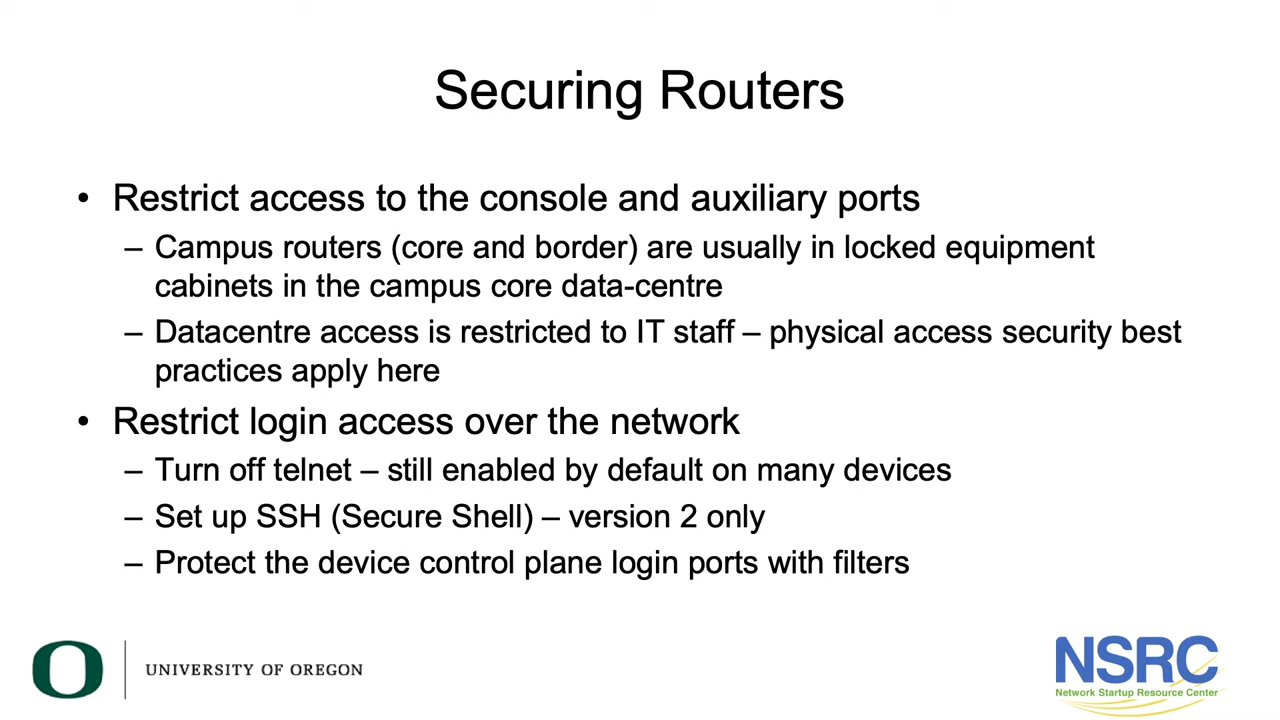 Securing Routers
• Restrict access to the console and auxiliary ports
– Campus routers (core and border) are usually in locked equipment
cabinets in the campus core data-centre
– Datacentre access is restricted to IT staff – physical access security best
practices apply here
• Restrict login access over the network
– Turn off telnet – still enabled by default on many devices
– Set up SSH (Secure Shell) – version 2 only
– Protect the device control plane login ports with filters
O UNIVERSITY OF OREGON
NSRC
Network Startup Resource Center